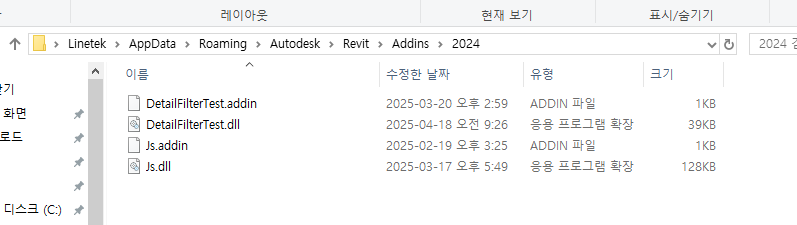 레이아웃 현재 보기 표시/숨기기
Linetek > AppData > Roaming > Autodesk > Revit > Addins > 2024 2024
이름 수정한 날짜 유형 크기
DetailFilterTest.addin 2025-03-20 오후 2:59 ADDIN 파일 1KB
화면
DetailFilterTest.dll 2025-04-18 오전 9:26 응용 프로그램 확장 39KB
로드
Js.addin 2025-02-19 오후 3:25 ADDIN 파일 1KB
Js.dll 2025-03-17 오후 5:49 응용 프로그램 확장 128KB
디스크 (C:)